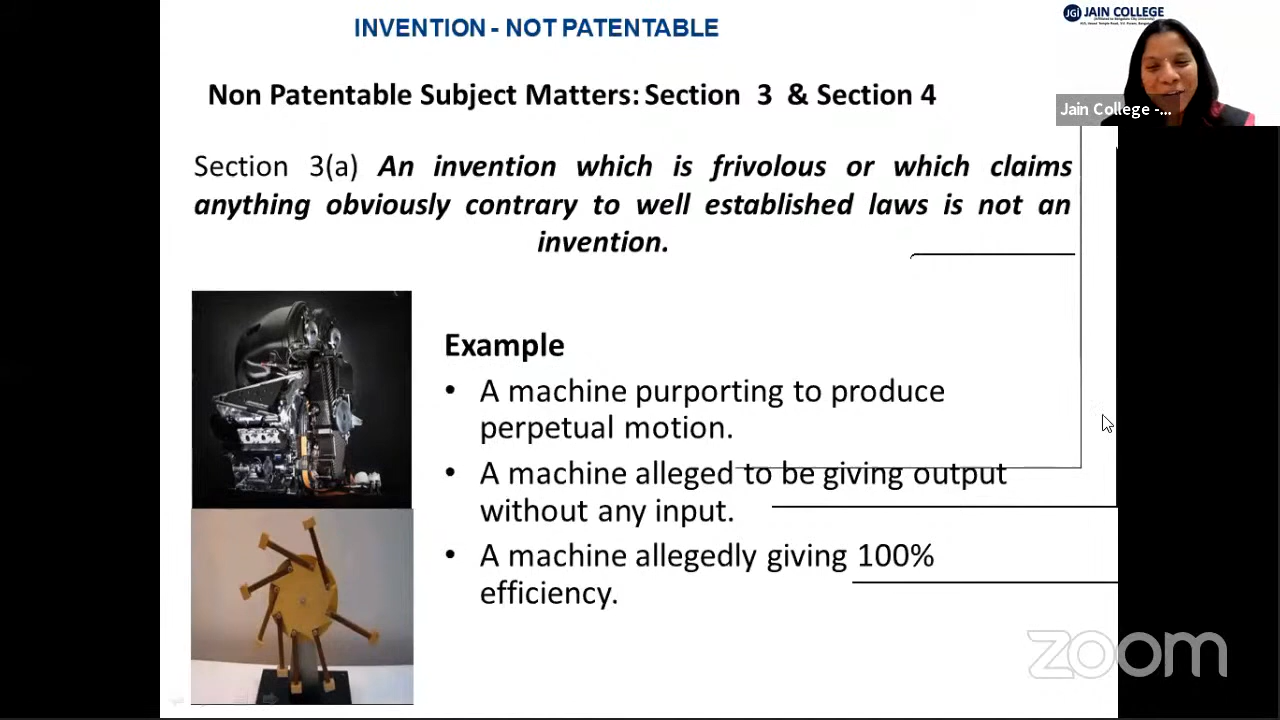 INVENTION - NOT PATENTABLE
JGI JAIN COLLEGE
Jain College -...
Non Patentable Subject Matters: Section 3 & Section 4
Section 3(a) An invention which is frivolous or which claims
anything obviously contrary to well established laws is not an
invention.
Example
• A machine purporting to produce
perpetual motion.
• A machine alleged to be giving output
without any input.
• A machine allegedly giving 100%
efficiency.
zoom